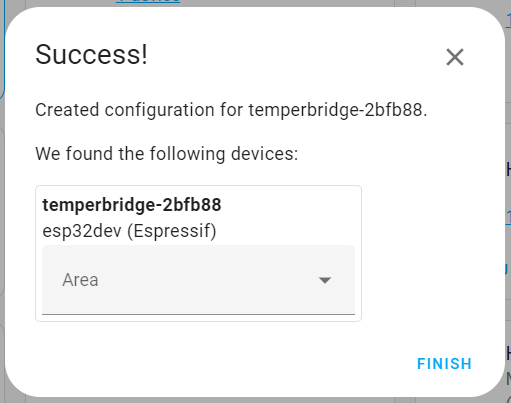 Success!
Created configuration for temperbridge-2bfb88.
We found the following devices:
temperbridge-2bfb88
esp32dev (Espressif)
Area
FINISH